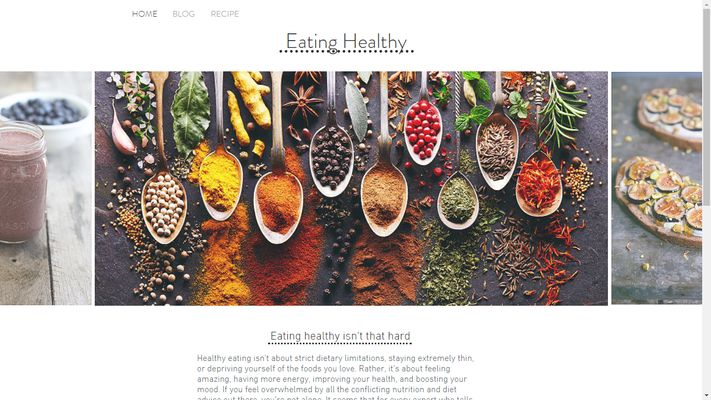 HOME BLOG RECIPE
Eating Healthy
Eating healthy isn't that hard
Healthy eating isn't about strict dietary limitations, staying extremely thin,
or depriving yourself of the foods you love. Rather, it's about feeling
amazing, having more energy, improving your health, and boosting your
mood. If you feel overwhelmed by all the conflicting nutrition and diet
advice out there, you're not alone. It seems that for every expert who tells